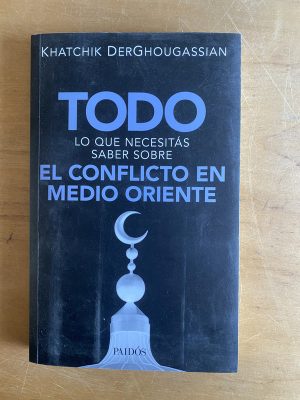 KHATCHIK DERGHOUGASSIAN
TODO
LO QUE NECESITÁS
SABER SOBRE
EL CONFLICTO EN
MEDIO ORIENTE
PAIDÓS